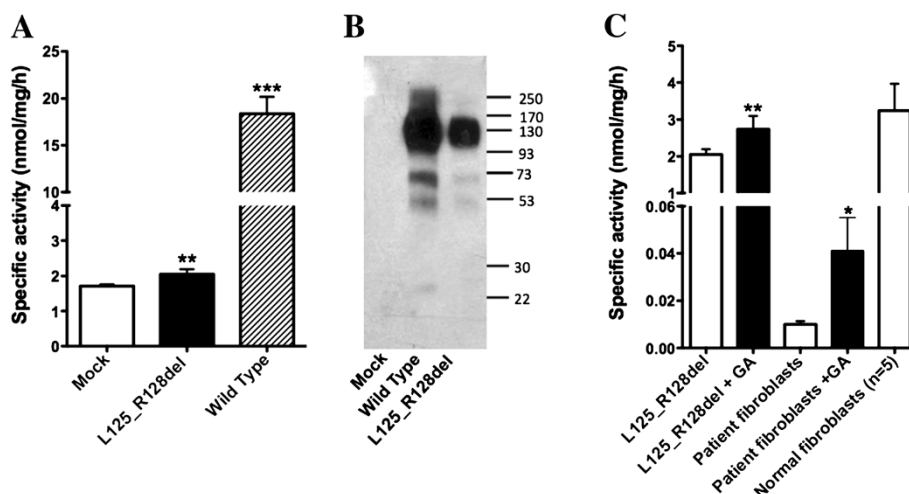 A
Specific activity (nmol/mg/h)
25
20
15
10
4
3
2
1
0
**
***
Mock
L125_R128del
Wild Type
B
250
170
130
93
73
53
30
22
Mock
Wild Type
L125_R128del
C
Specific activity (nmol/mg/h)
5
4
3
2
1
0.06
0.04
0.02
0.00
**
*
L125_R128del
L125_R128del + GA
Patient fibroblasts
Patient fibroblasts +GA
Normal fibroblasts (n=5)